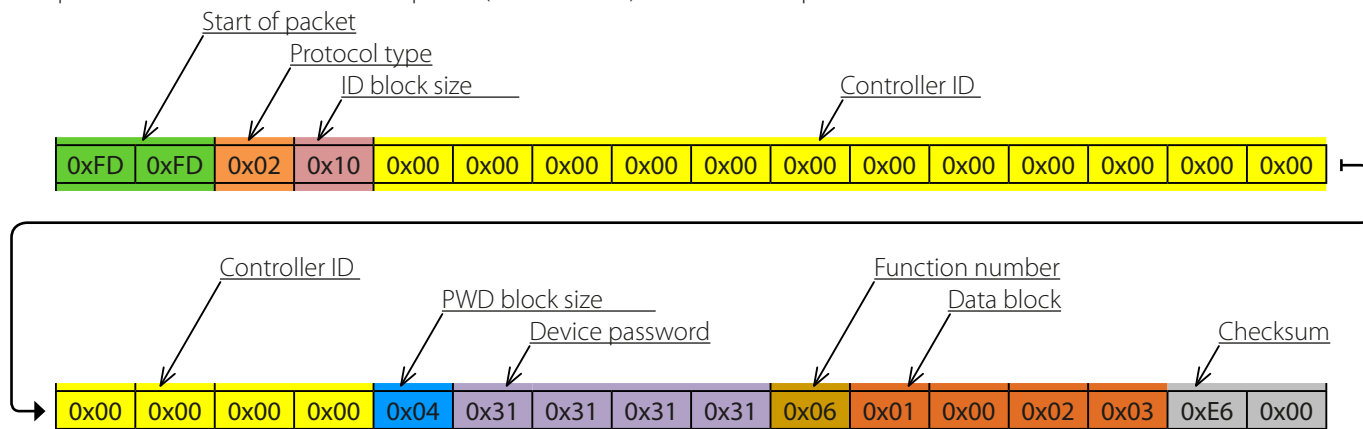 Start of packet
Protocol type
ID block size
Controller ID
0xFD 0xFD 0x02 0x10 0x00 0x00 0x00 0x00 0x00 0x00 0x00 0x00 0x00 0x00 0x00 0x00
Controller ID
Function number
PWD block size
Data block
Device password
Checksum
0x00 0x00 0x00 0x00 0x04 0x31 0x31 0x31 0x31 0x06 0x01 0x00 0x02 0x03 0xE6 0x00